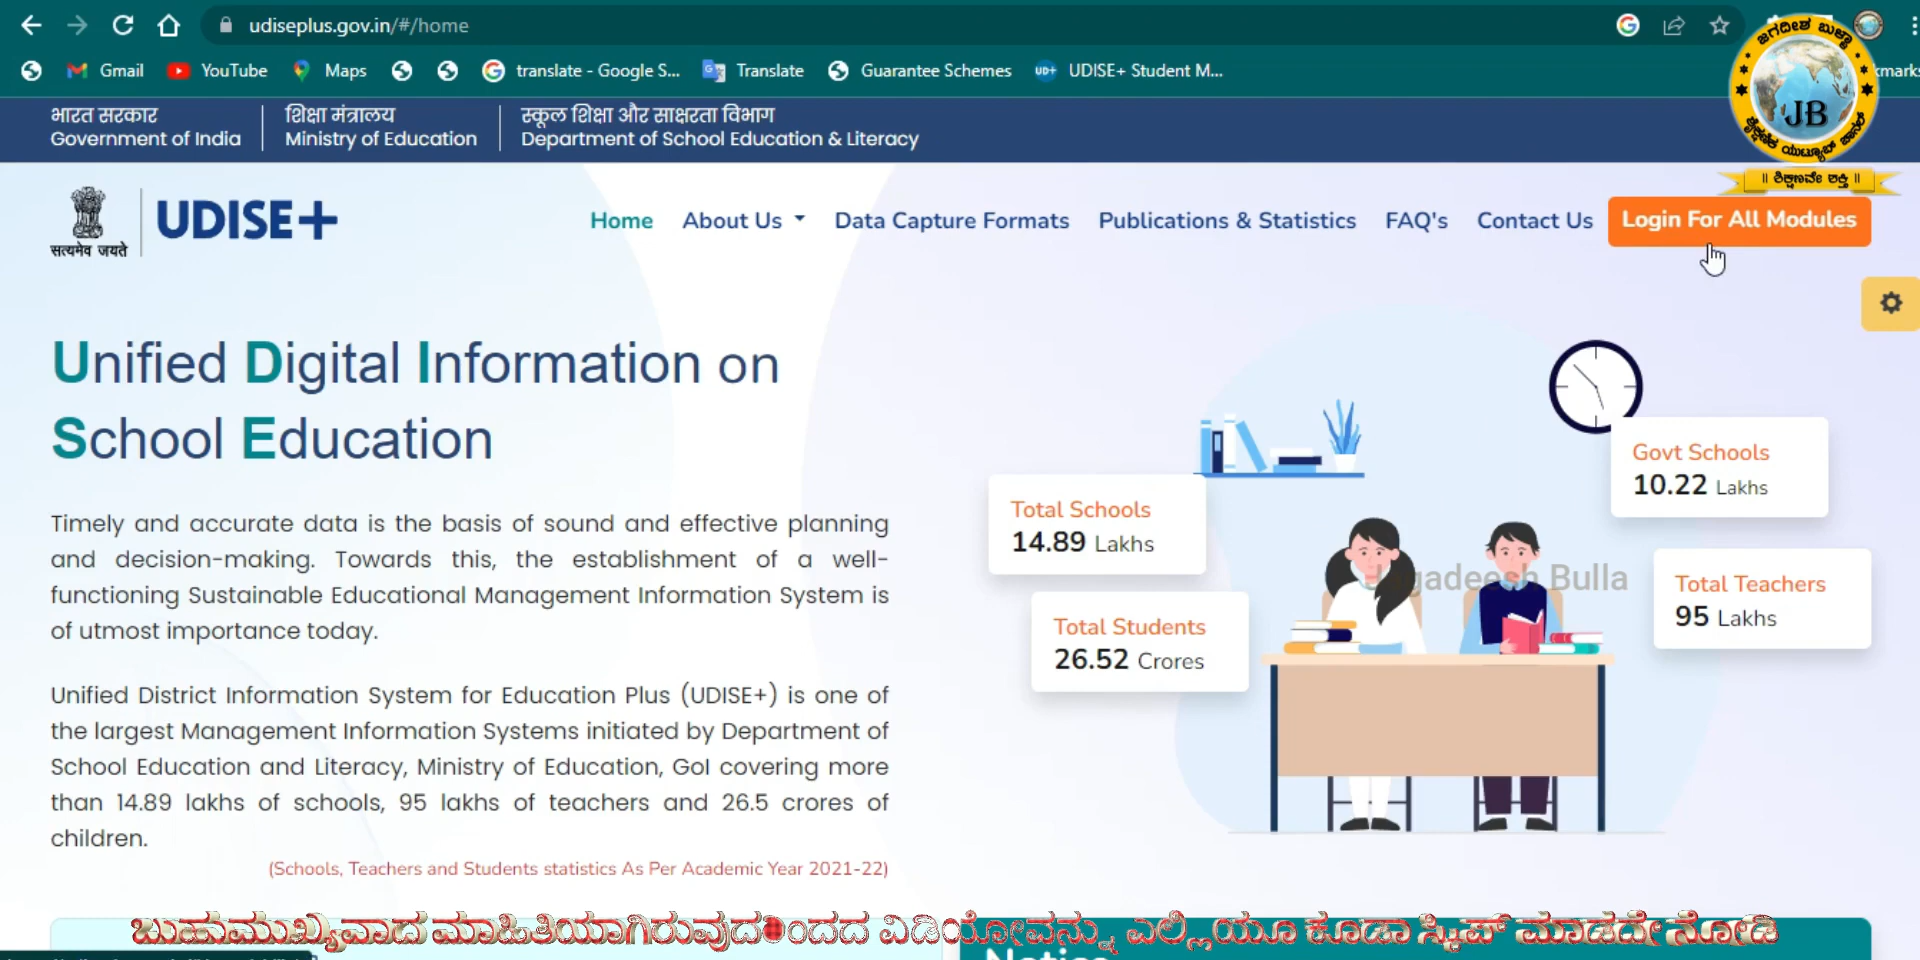 udiseplus.gov.in/#/home
Gmail
YouTube
Maps
translate - Google S...
Translate
Guarantee Schemes
UD+ UDISE+ Student M...
ಜಗದೀಶ ಬುಳ್ಳಾ
JB
ಶೈಕ್ಷಣಿಕ ಯುಟ್ಯೂಬ್ ಚಾನೆಲ್
|| ಶಿಕ್ಷಣವೇ ಶಕ್ತಿ ||
भारत सरकार
Government of India
शिक्षा मंत्रालय
Ministry of Education
स्कूल शिक्षा और साक्षरता विभाग
Department of School Education & Literacy
सत्यमेव जयते
UDISE+
Home
About Us
Data Capture Formats
Publications & Statistics
FAQ's
Contact Us
Login For All Modules
Unified Digital Information on
School Education
Timely and accurate data is the basis of sound and effective planning
and decision-making. Towards this, the establishment of a well-
functioning Sustainable Educational Management Information System is
of utmost importance today.
Unified District Information System for Education Plus (UDISE+) is one of
the largest Management Information Systems initiated by Department of
School Education and Literacy, Ministry of Education, GoI covering more
than 14.89 lakhs of schools, 95 lakhs of teachers and 26.5 crores of
children.
(Schools, Teachers and Students statistics As Per Academic Year 2021-22)
Total Schools
14.89 Lakhs
Total Students
26.52 Crores
Govt Schools
10.22 Lakhs
Total Teachers
95 Lakhs
Jagadeesh Bulla
ಬಹುಮುಖ್ಯವಾದ ಮಾಹಿತಿಯಾಗಿರುವುದರಿಂದ ವಿಡಿಯೋವನ್ನು ಎಲ್ಲಿಯೂ ಕೂಡಾ ಸ್ಕಿಪ್ ಮಾಡದೇ ನೋಡಿ
Notice